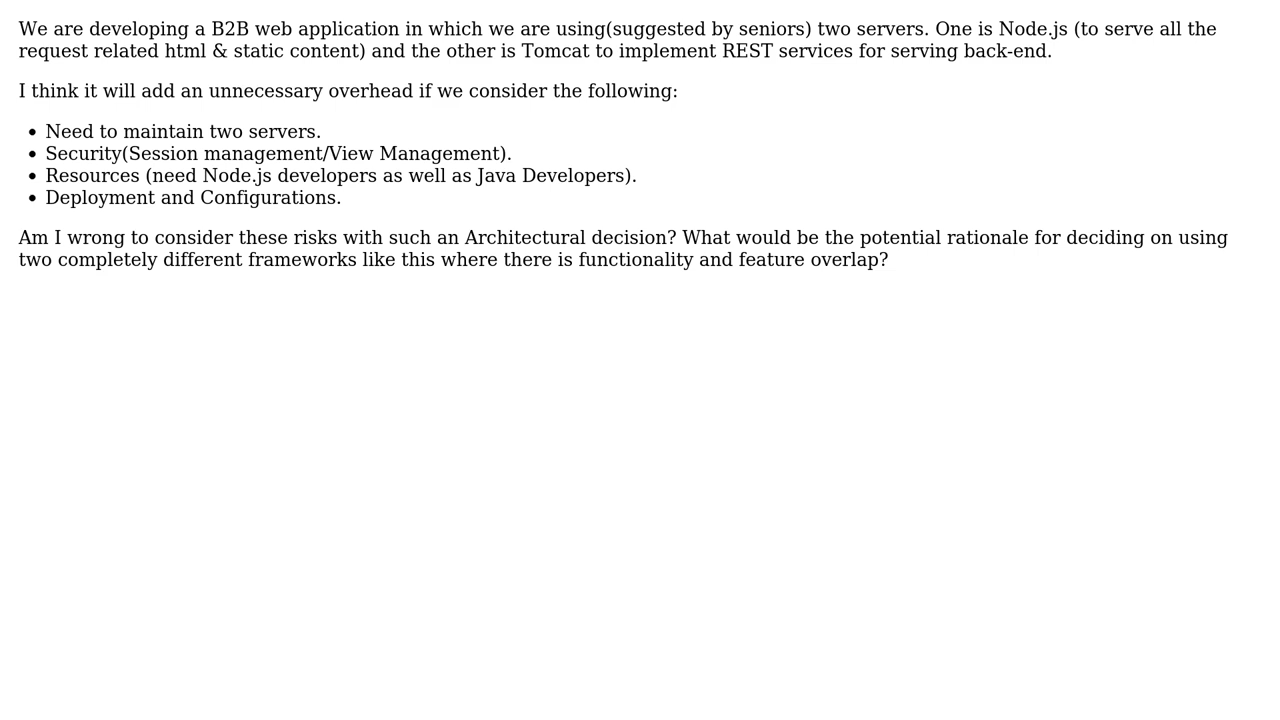 We are developing a B2B web application in which we are using(suggested by seniors) two servers. One is Node.js (to serve all the
request related html & static content) and the other is Tomcat to implement REST services for serving back-end.
I think it will add an unnecessary overhead if we consider the following:
• Need to maintain two servers.
• Security(Session management/View Management).
• Resources (need Node.js developers as well as Java Developers).
• Deployment and Configurations.
Am I wrong to consider these risks with such an Architectural decision? What would be the potential rationale for deciding on using
two completely different frameworks like this where there is functionality and feature overlap?